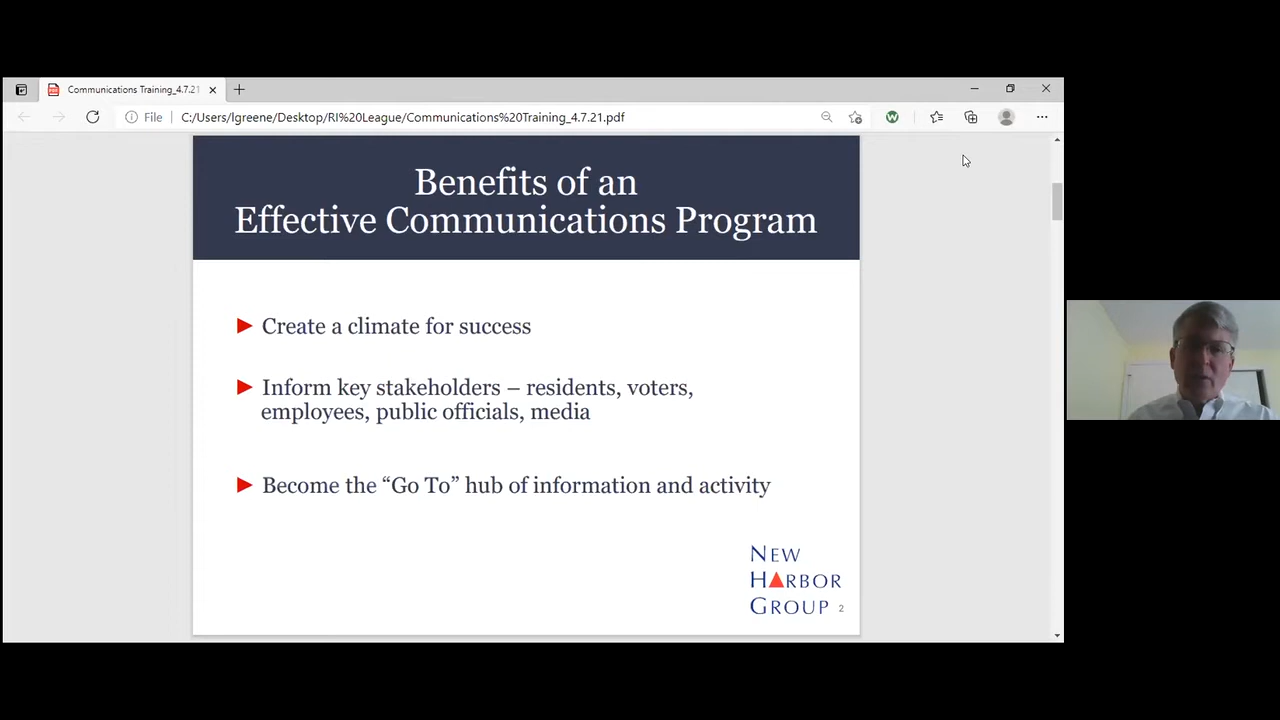 Communications Training_4.7.21
File
C:/Users/lgreene/Desktop/RI%20League/Communications%20Training_4.7.21.pdf
W
Benefits of an
Effective Communications Program
Create a climate for success
Inform key stakeholders – residents, voters,
employees, public officials, media
Become the “Go To” hub of information and activity
NEW
HARBOR
GROUP
2